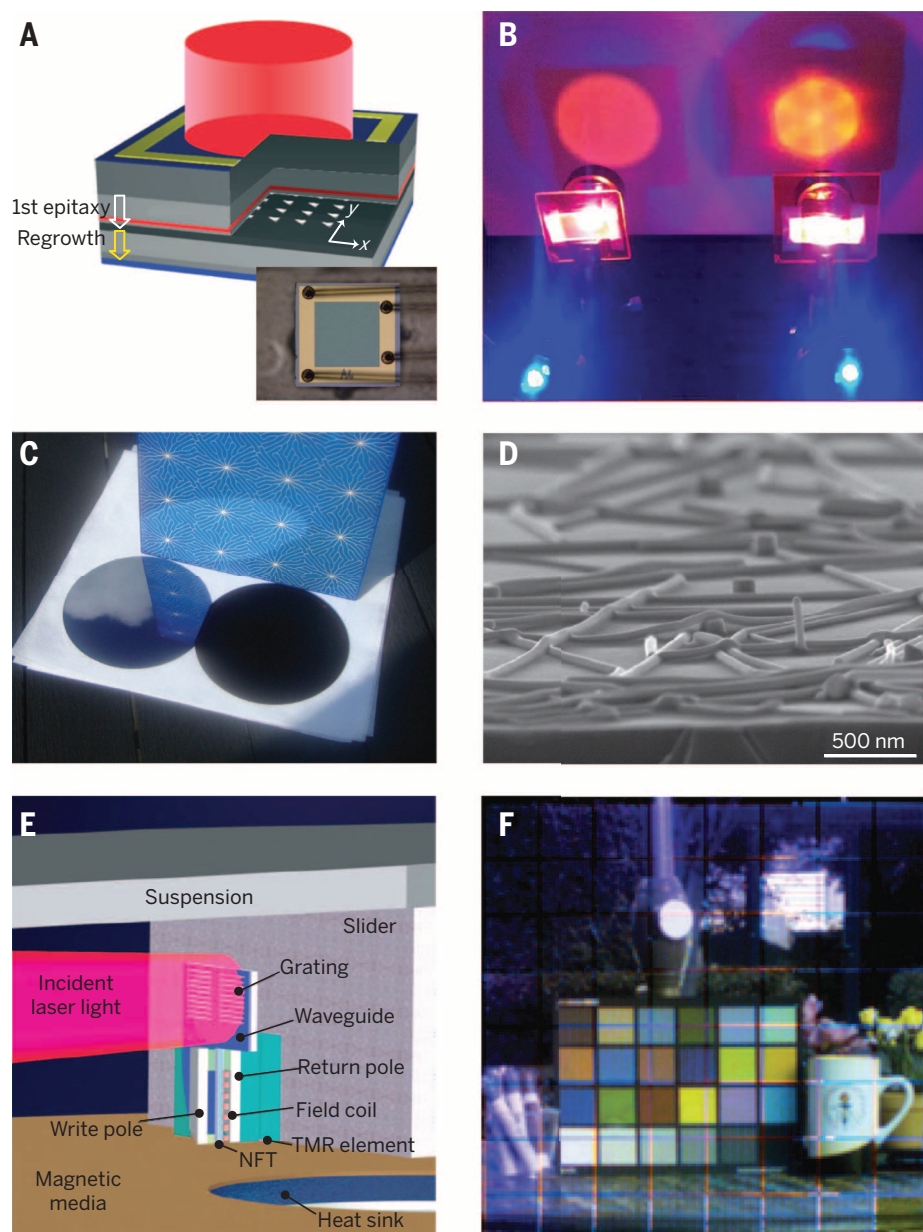 A
1st epitaxy
Regrowth
y
x
B
C
D
500 nm
E
Suspension
Slider
Incident
laser light
Grating
Waveguide
Return pole
Field coil
Write pole
TMR element
NFT
Magnetic
media
Heat sink
F